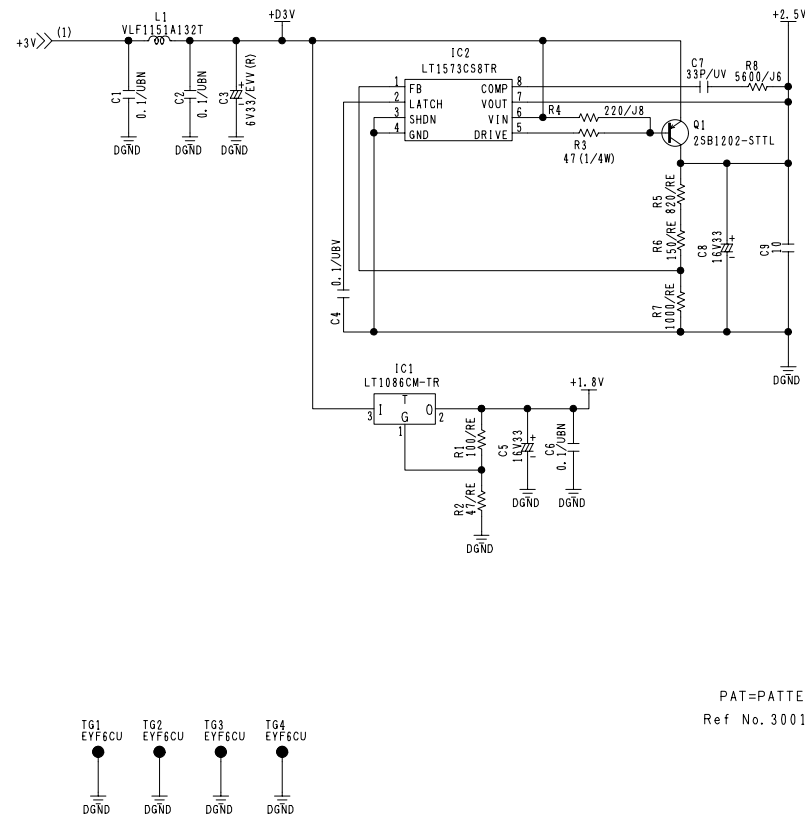 +3V
(1)
L1
VLF1151A132T
+D3V
+2.5V
C1
0.1/UBN
DGND
C2
0.1/UBN
DGND
C3
6V33/EVV(R)
+
-
DGND
IC2
LT1573CS8TR
1 FB
2 LATCH
3 SHDN
4 GND
COMP 8
VOUT 7
VIN 6
DRIVE 5
C7
33P/UV
R8
5600/J6
R4
220/J8
R3
47(1/4W)
Q1
2SB1202-STTL
R5
820/RE
R6
150/RE
R7
1000/RE
C8
16V33
+
-
C9
10
C4
0.1/UBV
DGND
IC1
LT1086CM-TR
3 I
T
G
O 2
1
+1.8V
R1
100/RE
R2
47/RE
DGND
C5
16V33
+
-
DGND
C6
0.1/UBN
DGND
PAT=PATTE
Ref No.3001
TG1
EYF6CU
DGND
TG2
EYF6CU
DGND
TG3
EYF6CU
DGND
TG4
EYF6CU
DGND